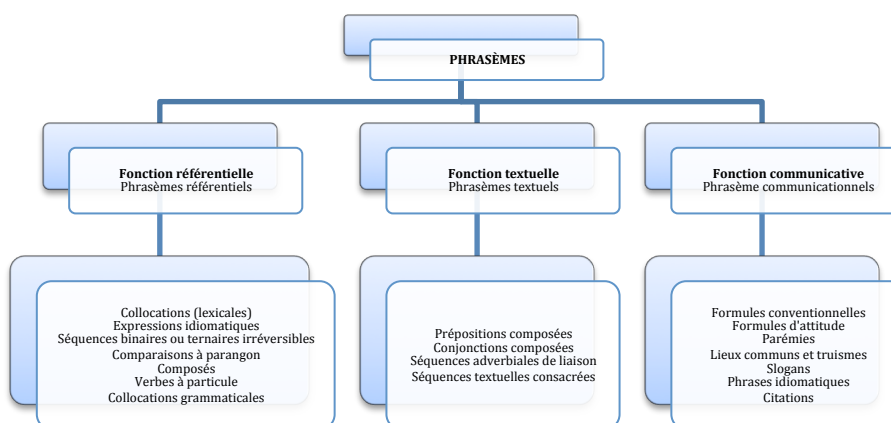 PHRASÈMES
Fonction référentielle
Phrasèmes référentiels
Fonction textuelle
Phrasèmes textuels
Fonction communicative
Phrasème communicationnels
Collocations (lexicales)
Expressions idiomatiques
Séquences binaires ou ternaires irréversibles
Comparaisons à parangon
Composés
Verbes à particule
Collocations grammaticales
Prépositions composées
Conjonctions composées
Séquences adverbiales de liaison
Séquences textuelles consacrées
Formules conventionnelles
Formules d'attitude
Parémies
Lieux communs et truismes
Slogans
Phrases idiomatiques
Citations